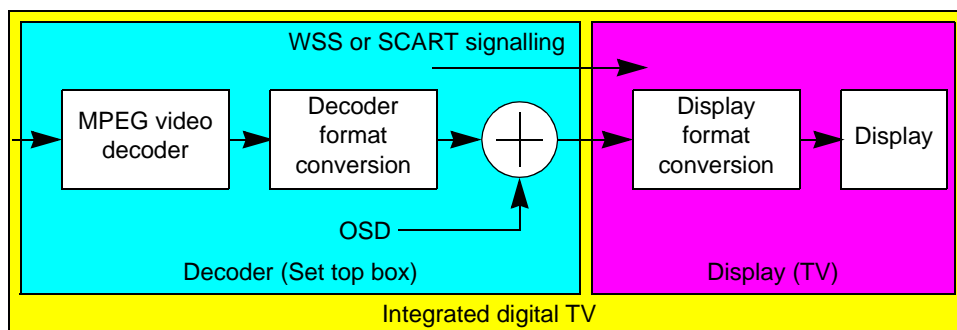 WSS or SCART signalling
MPEG video
decoder
Decoder
format
conversion
Display
format
conversion
Display
OSD
Decoder (Set top box)
Display (TV)
Integrated digital TV